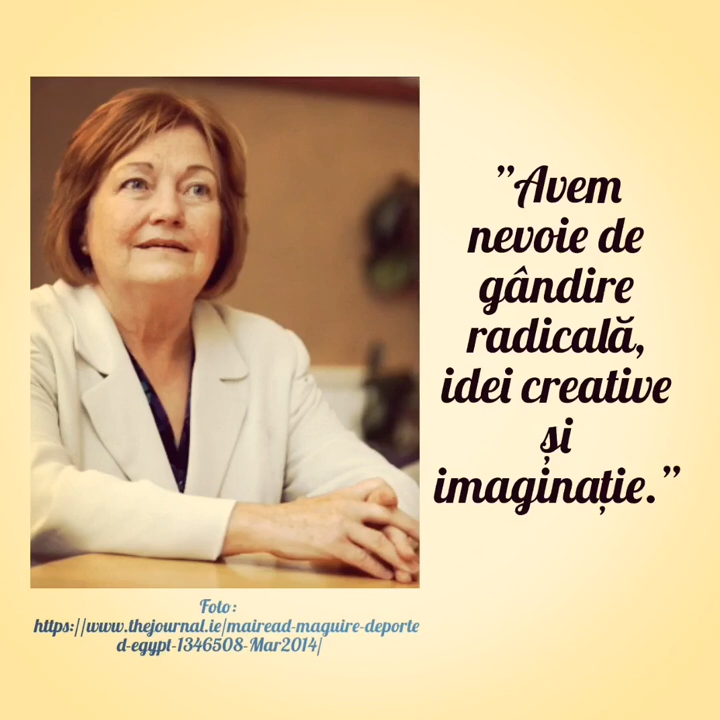 "Avem
nevoie de
gândire
radicală,
idei creative
și
imaginație."
Foto:
https://www.thejournal.ie/mairead-maguire-deporte
d-egypt-1346508-Mar2014/